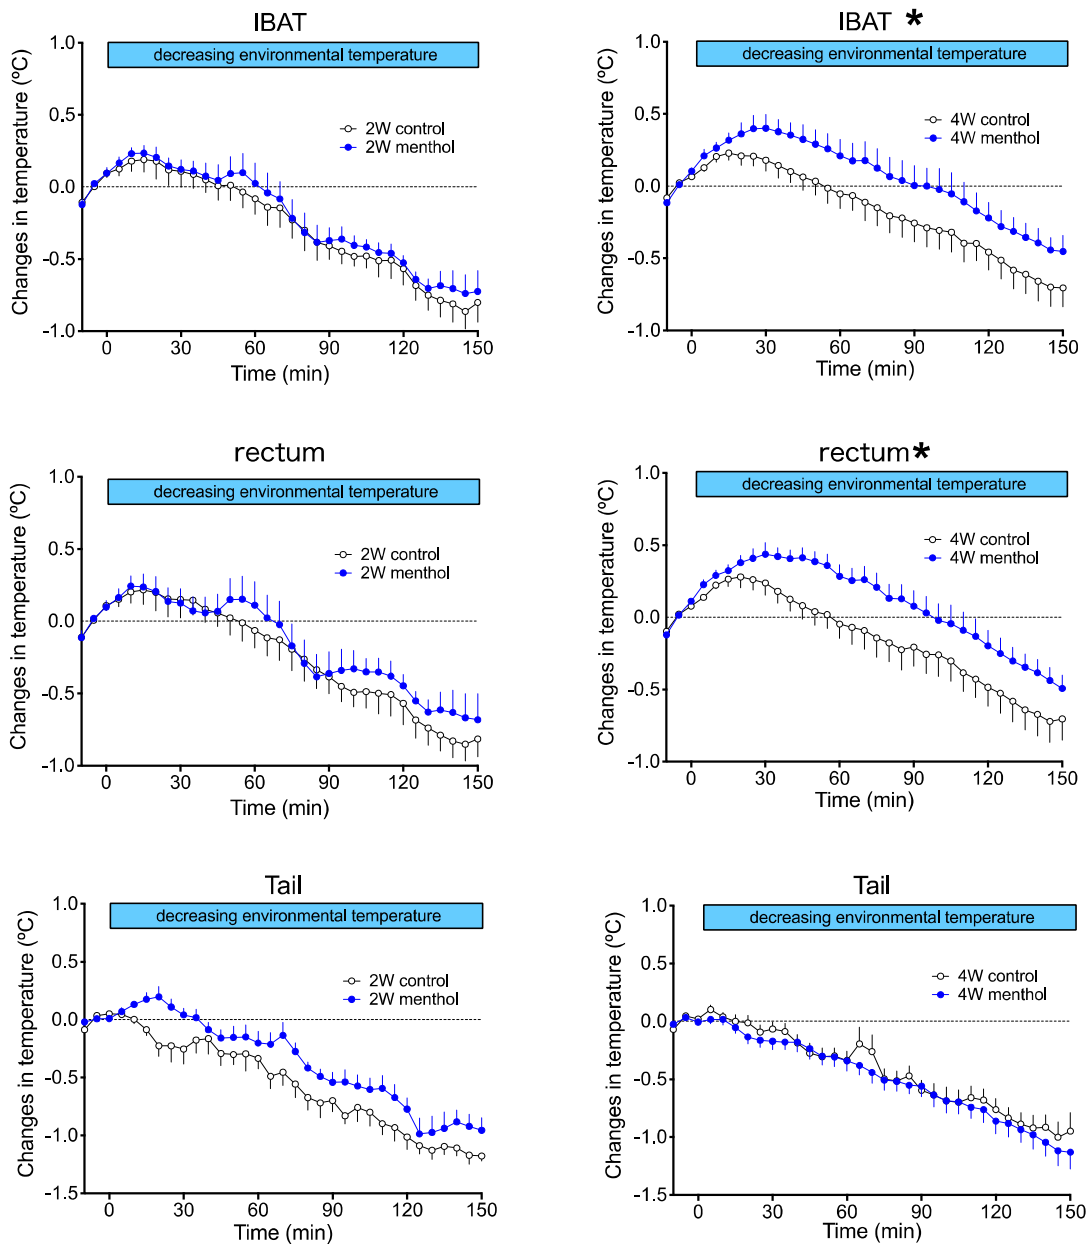 IBAT
decreasing environmental temperature
2W control
2W menthol
Changes in temperature (ºC)
1.0
0.5
0.0
-0.5
-1.0
0 30 60 90 120 150
Time (min)
IBAT *
decreasing environmental temperature
4W control
4W menthol
Changes in temperature (ºC)
1.0
0.5
0.0
-0.5
-1.0
0 30 60 90 120 150
Time (min)
rectum
decreasing environmental temperature
2W control
2W menthol
Changes in temperature (ºC)
1.0
0.5
0.0
-0.5
-1.0
0 30 60 90 120 150
Time (min)
rectum*
decreasing environmental temperature
4W control
4W menthol
Changes in temperature (ºC)
1.0
0.5
0.0
-0.5
-1.0
0 30 60 90 120 150
Time (min)
Tail
decreasing environmental temperature
2W control
2W menthol
Changes in temperature (ºC)
1.0
0.5
0.0
-0.5
-1.0
-1.5
0 30 60 90 120 150
Time (min)
Tail
decreasing environmental temperature
4W control
4W menthol
Changes in temperature (ºC)
1.0
0.5
0.0
-0.5
-1.0
-1.5
0 30 60 90 120 150
Time (min)